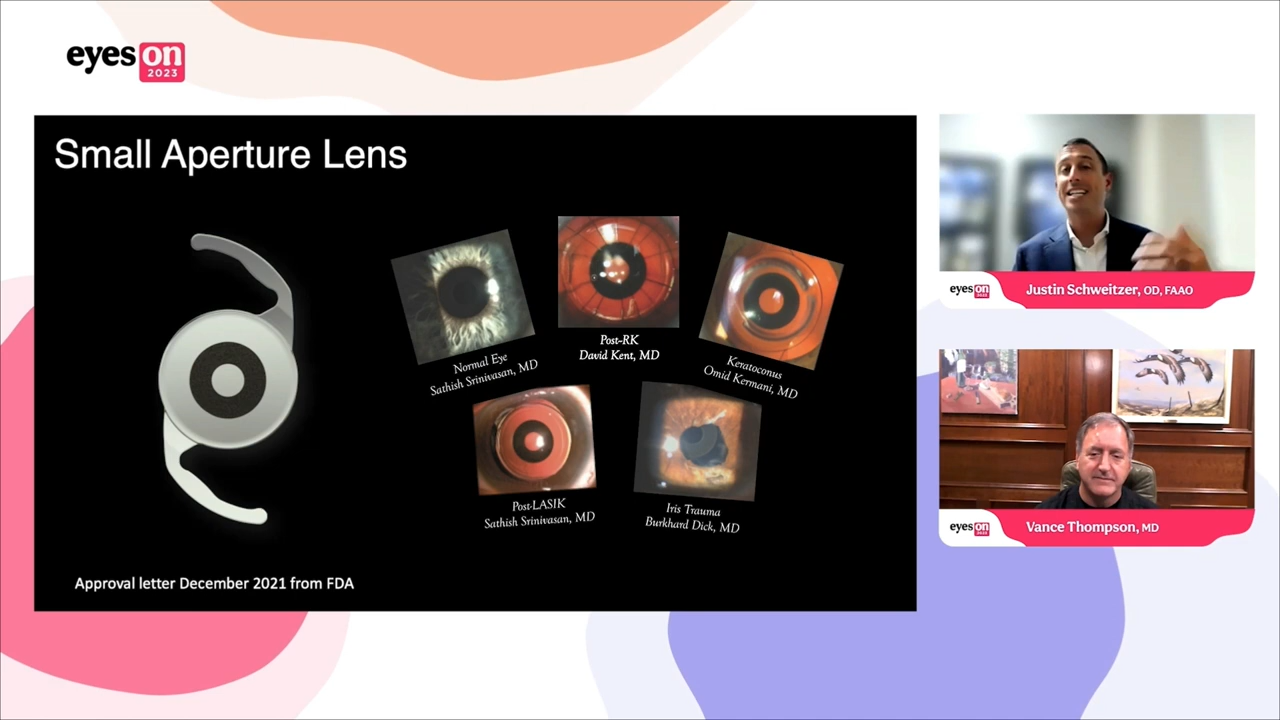 eyes on
2023
Small Aperture Lens
Normal Eye
Sathish Srinivasan, MD
Post-RK
David Kent, MD
Keratoconus
Omid Kermani, MD
Post-LASIK
Sathish Srinivasan, MD
Iris Trauma
Burkhard Dick, MD
Approval letter December 2021 from FDA
eyes on
2023
Justin Schweitzer, OD, FAAO
eyes on
2023
Vance Thompson, MD